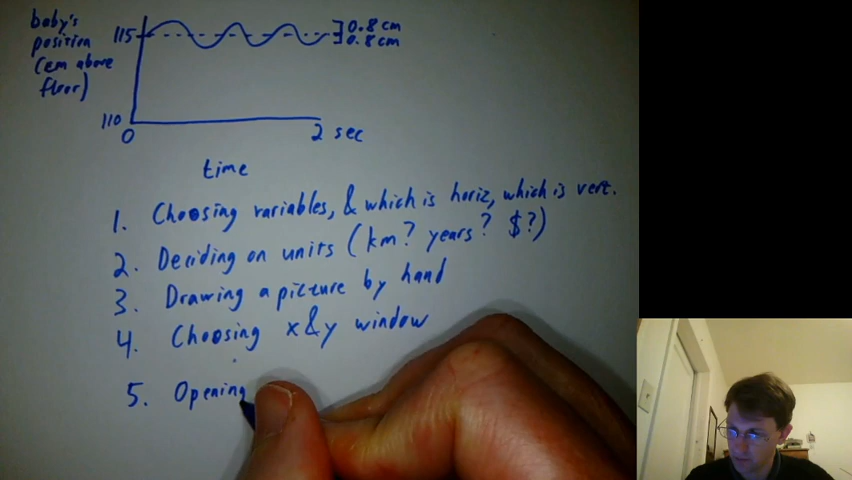 baby's
position
(cm above
floor)
115
0.8 cm
0.8 cm
110
0
2 sec
time
1. Choosing variables, & which is horiz, which is vert.
2. Deciding on units (km? years? $?)
3. Drawing a picture by hand
4. Choosing x & y window
5. Opening